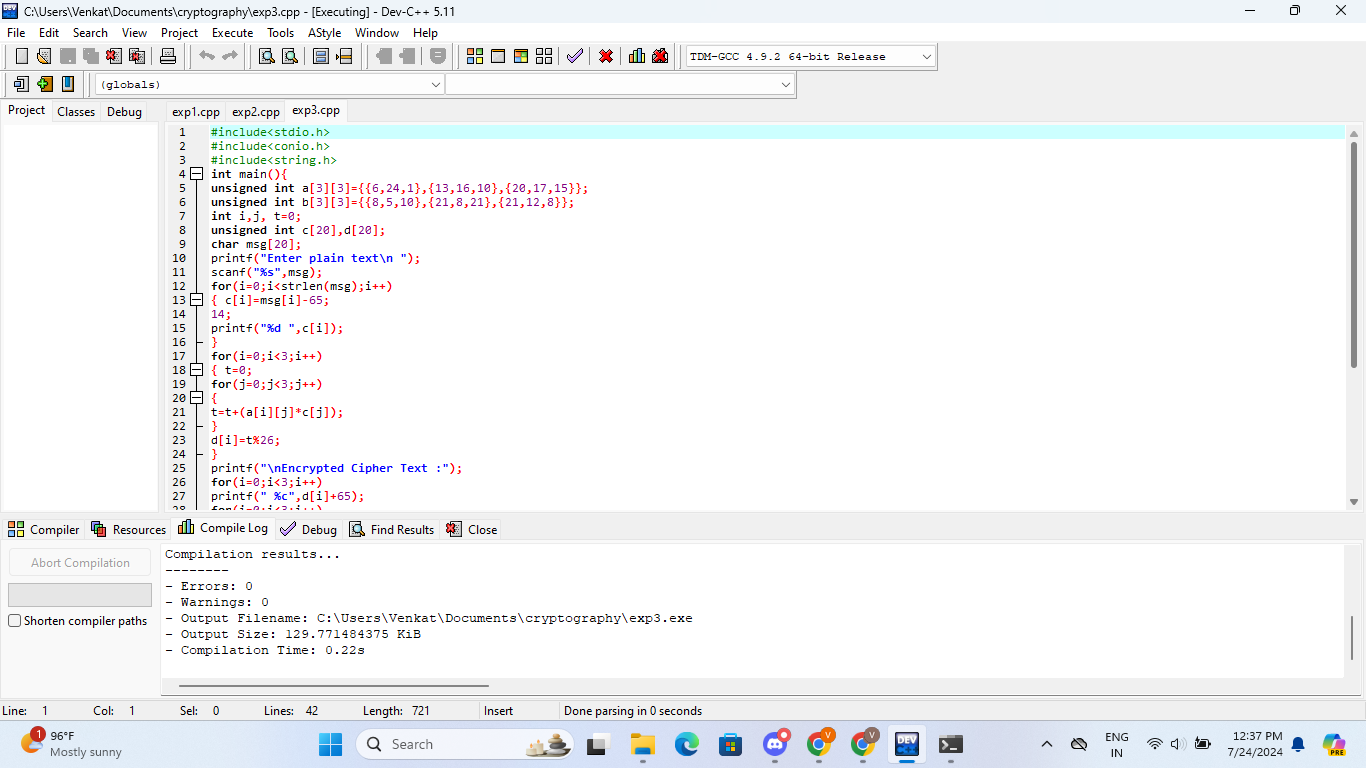 C:\Users\Venkat\Documents\cryptography\exp3.cpp - [Executing] - Dev-C++ 5.11
File Edit Search View Project Execute Tools AStyle Window Help
TDM-GCC 4.9.2 64-bit Release
(globals)
Project Classes Debug exp1.cpp exp2.cpp exp3.cpp
1 #include<stdio.h>
2 #include<conio.h>
3 #include<string.h>
4 int main(){
5 unsigned int a[3][3]={{6,24,1},{13,16,10},{20,17,15}};
6 unsigned int b[3][3]={{8,5,10},{21,8,21},{21,12,8}};
7 int i,j, t=0;
8 unsigned int c[20],d[20];
9 char msg[20];
10 printf("Enter plain text\n ");
11 scanf("%s",msg);
12 for(i=0;i<strlen(msg);i++)
13 { c[i]=msg[i]-65;
14 14;
15 printf("%d ",c[i]);
16 }
17 for(i=0;i<3;i++)
18 { t=0;
19 for(j=0;j<3;j++)
20 {
21 t=t+(a[i][j]*c[j]);
22 }
23 d[i]=t%26;
24 }
25 printf("\nEncrypted Cipher Text :");
26 for(i=0;i<3;i++)
27 printf(" %c",d[i]+65);
28 for(i=0;i<3;i++)
Compiler Resources Compile Log Debug Find Results Close
Abort Compilation
Shorten compiler paths
Compilation results...
--------
- Errors: 0
- Warnings: 0
- Output Filename: C:\Users\Venkat\Documents\cryptography\exp3.exe
- Output Size: 129.771484375 KiB
- Compilation Time: 0.22s
Line: 1 Col: 1 Sel: 0 Lines: 42 Length: 721 Insert Done parsing in 0 seconds
1 96°F
Mostly sunny
Search
V
V
DEV
ENG
IN
12:37 PM
7/24/2024
PRE